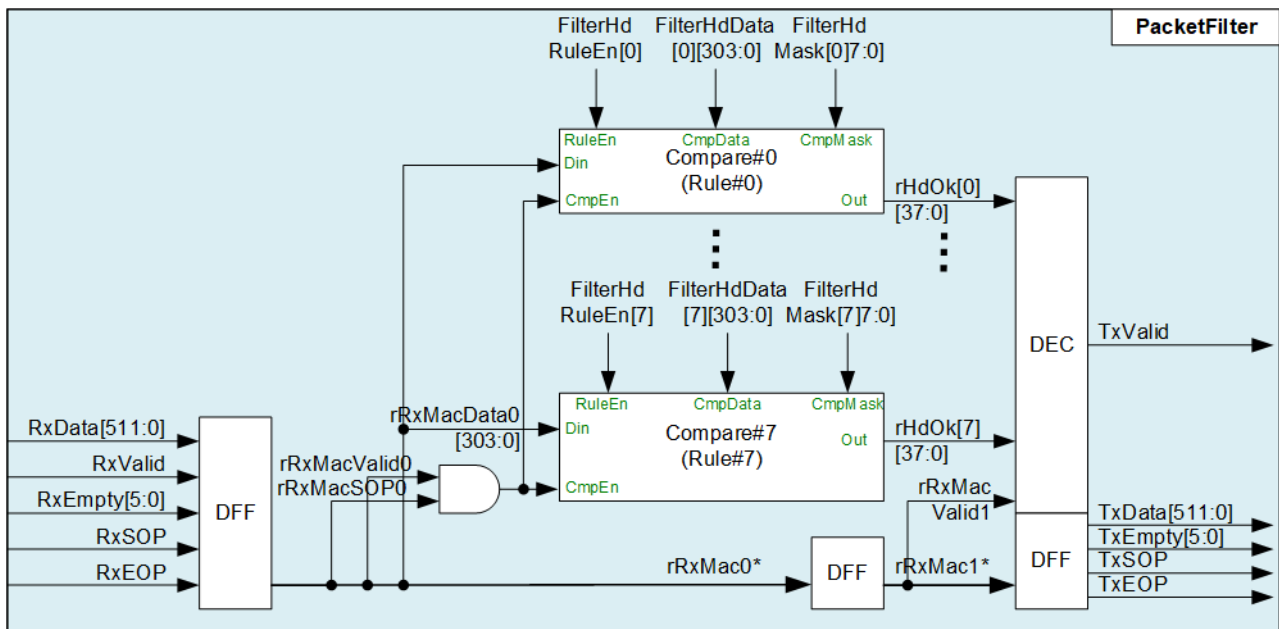 PacketFilter
FilterHd
RuleEn[0]
FilterHdData
[0][303:0]
FilterHd
Mask[0]7:0]
RuleEn
CmpData
CmpMask
Din
Compare#0
(Rule#0)
CmpEn
Out
rHdOk[0]
[37:0]
FilterHd
RuleEn[7]
FilterHdData
[7][303:0]
FilterHd
Mask[7]7:0]
DEC
TxValid
RuleEn
CmpData
CmpMask
rRxMacData0
[303:0]
Din
Compare#7
(Rule#7)
Out
CmpEn
rHdOk[7]
[37:0]
RxData[511:0]
RxValid
RxEmpty[5:0]
RxSOP
RxEOP
DFF
rRxMacValid0
rRxMacSOP0
rRxMac
Valid1
rRxMac0*
DFF
rRxMac1*
DFF
TxData[511:0]
TxEmpty[5:0]
TxSOP
TxEOP